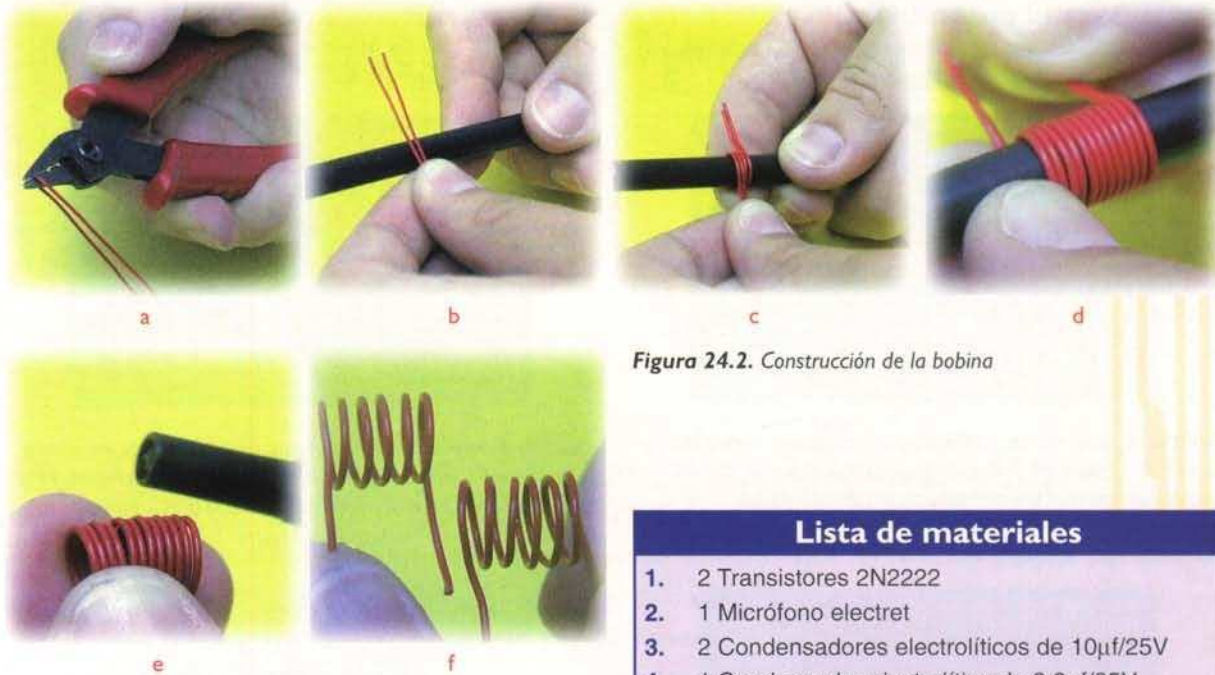 a
b
c
d
Figura 24.2. Construcción de la bobina
e
f
Lista de materiales
1. 2 Transistores 2N2222
2. 1 Micrófono electret
3. 2 Condensadores electrolíticos de 10µf/25V